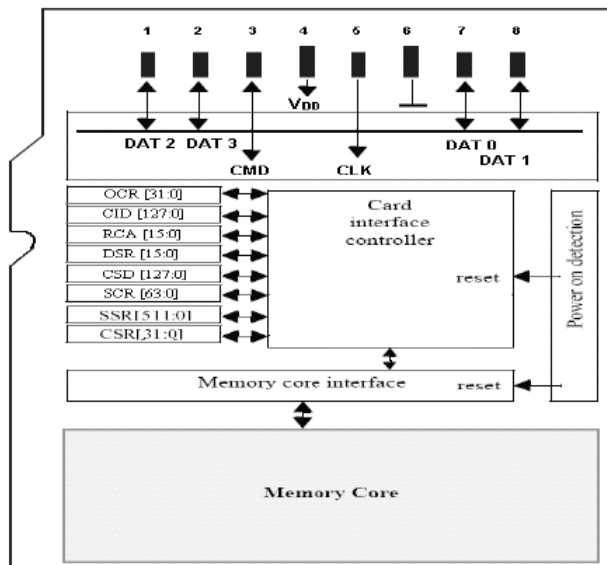 1 2 3 4 5 6 7 8
VDD
DAT 2 DAT 3 DAT 0
DAT 1
CMD CLK
OCR [31:0]
CID [127:0]
RCA [15:0]
DSR [15:0]
CSD [127:0]
SCR [63:0]
SSR[511:0]
CSR[31:0]
Card
interface
controller
reset
Power on detection
Memory core interface reset
Memory Core